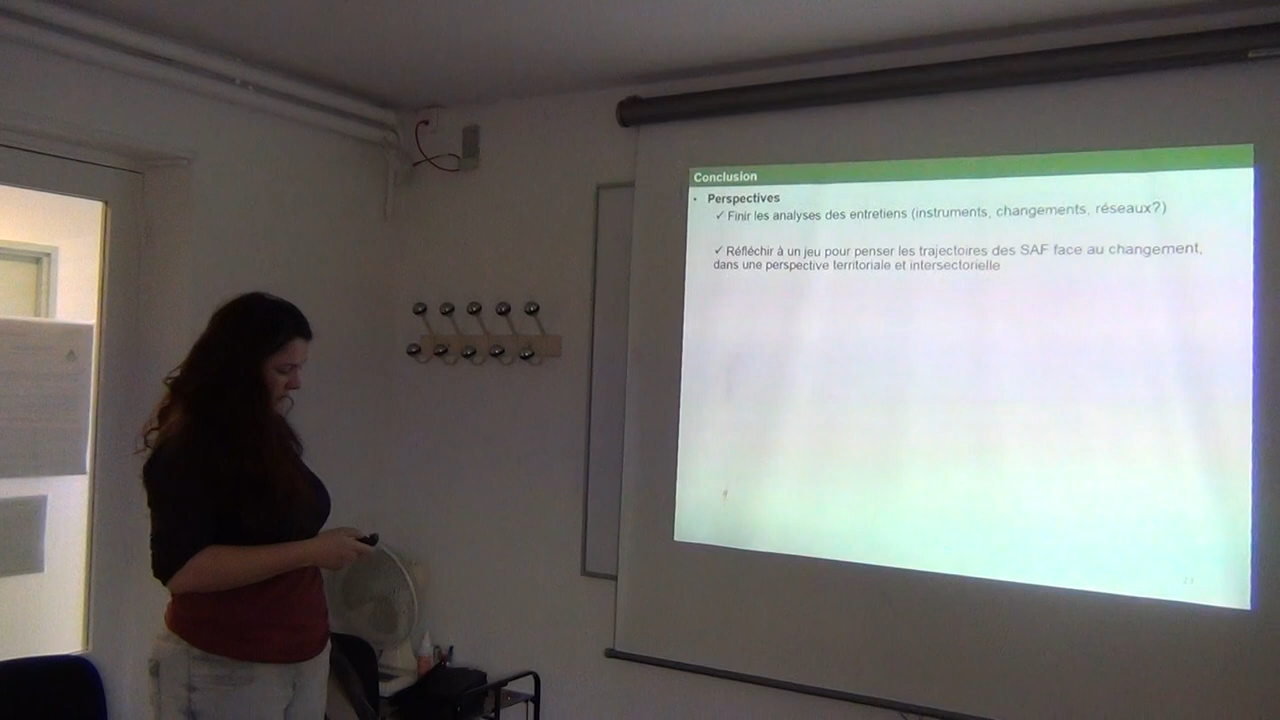 Conclusion
• Perspectives
✓ Finir les analyses des entretiens (instruments, changements, réseaux?)
✓ Réfléchir à un jeu pour penser les trajectoires des SAF face au changement,
dans une perspective territoriale et intersectorielle